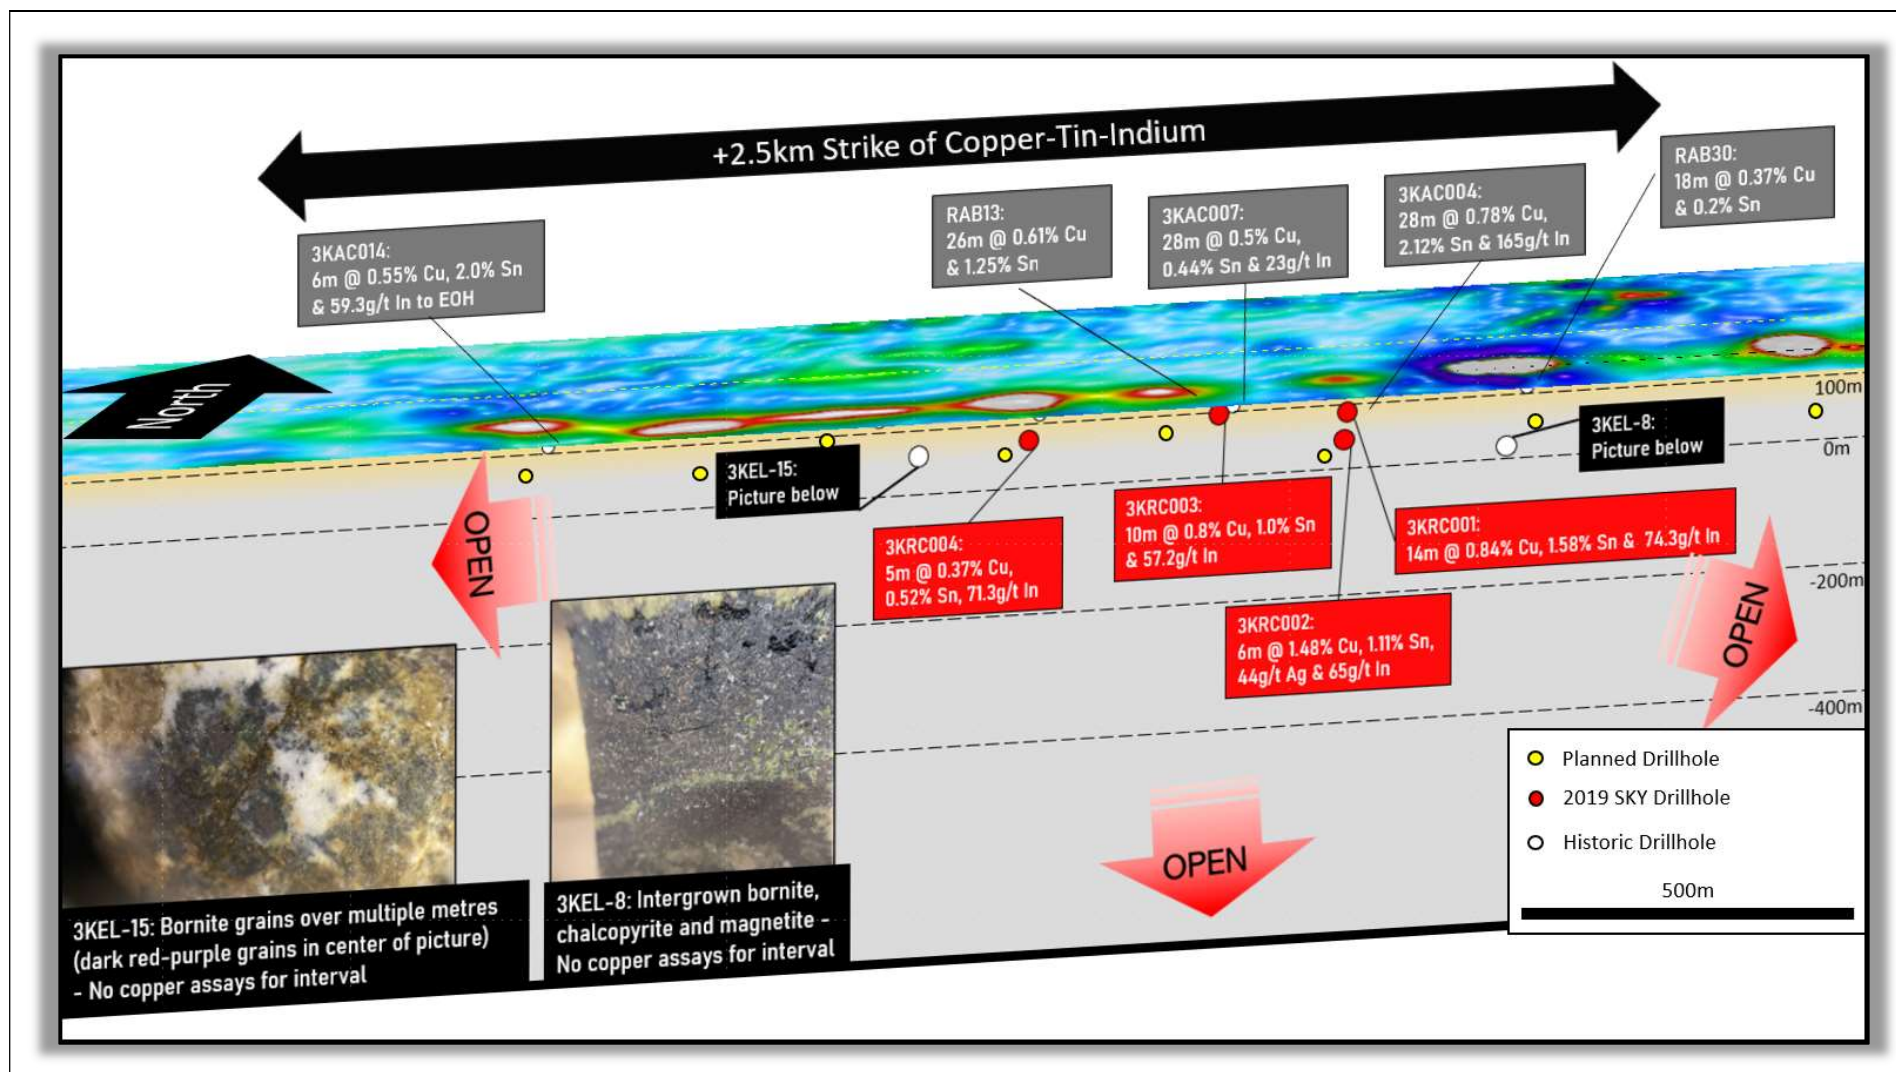 +2.5km Strike of Copper-Tin-Indium
RAB30:
18m @ 0.37% Cu
& 0.2% Sn
3KAC004:
28m @ 0.78% Cu,
2.12% Sn & 165g/t In
3KAC007:
28m @ 0.5% Cu,
0.44% Sn & 23g/t In
RAB13:
26m @ 0.61% Cu
& 1.25% Sn
3KAC014:
6m @ 0.55% Cu, 2.0% Sn
& 59.3g/t In to EOH
North
100m
0m
-200m
-400m
3KEL-8:
Picture below
3KEL-15:
Picture below
3KRC003:
10m @ 0.8% Cu, 1.0% Sn
& 57.2g/t In
3KRC001:
14m @ 0.84% Cu, 1.58% Sn & 74.3g/t In
3KRC004:
5m @ 0.37% Cu,
0.52% Sn, 71.3g/t In
3KRC002:
6m @ 1.48% Cu, 1.11% Sn,
44g/t Ag & 65g/t In
OPEN
OPEN
OPEN
3KEL-15: Bornite grains over multiple metres
(dark red-purple grains in center of picture)
- No copper assays for interval
3KEL-8: Intergrown bornite,
chalcopyrite and magnetite -
No copper assays for interval
Planned Drillhole
2019 SKY Drillhole
Historic Drillhole
500m